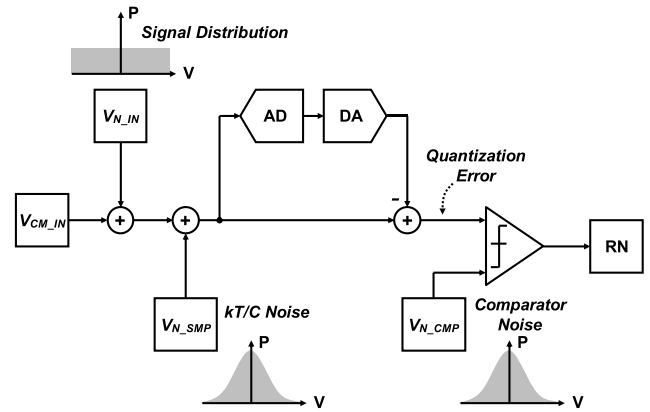 P
Signal Distribution
V
V_N_IN
AD
DA
Quantization
Error
-
V_CM_IN
+
+
+
RN
V_N_SMP
kT/C Noise
V_N_CMP
Comparator
Noise
P
V
P
V